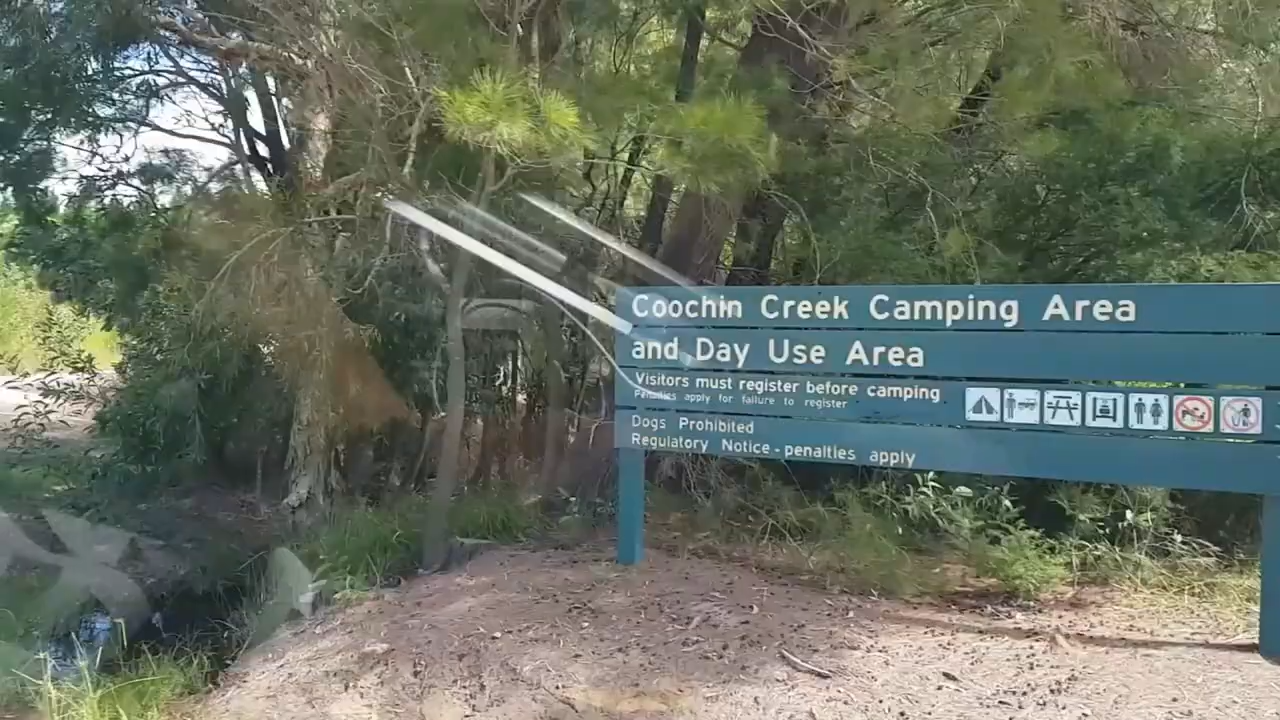 Coochin Creek Camping Area
and Day Use Area
Visitors must register before camping
Penalties apply for failure to register
Dogs Prohibited
Regulatory Notice - penalties apply